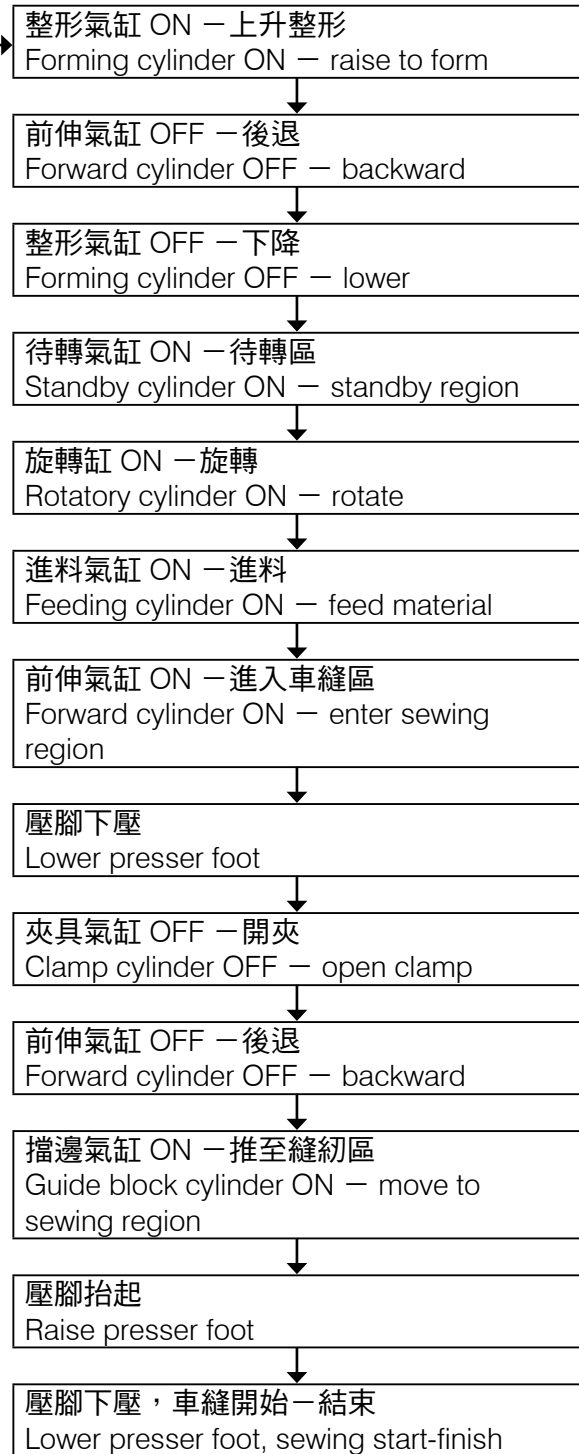 整形氣缸 ON －上升整形
Forming cylinder ON － raise to form
前伸氣缸 OFF －後退
Forward cylinder OFF － backward
整形氣缸 OFF －下降
Forming cylinder OFF － lower
待轉氣缸 ON －待轉區
Standby cylinder ON － standby region
旋轉缸 ON －旋轉
Rotatory cylinder ON － rotate
進料氣缸 ON －進料
Feeding cylinder ON － feed material
前伸氣缸 ON －進入車縫區
Forward cylinder ON － enter sewing
region
壓腳下壓
Lower presser foot
夾具氣缸 OFF －開夾
Clamp cylinder OFF － open clamp
前伸氣缸 OFF －後退
Forward cylinder OFF － backward
擋邊氣缸 ON －推至縫紉區
Guide block cylinder ON － move to
sewing region
壓腳抬起
Raise presser foot
壓腳下壓，車縫開始－結束
Lower presser foot, sewing start-finish